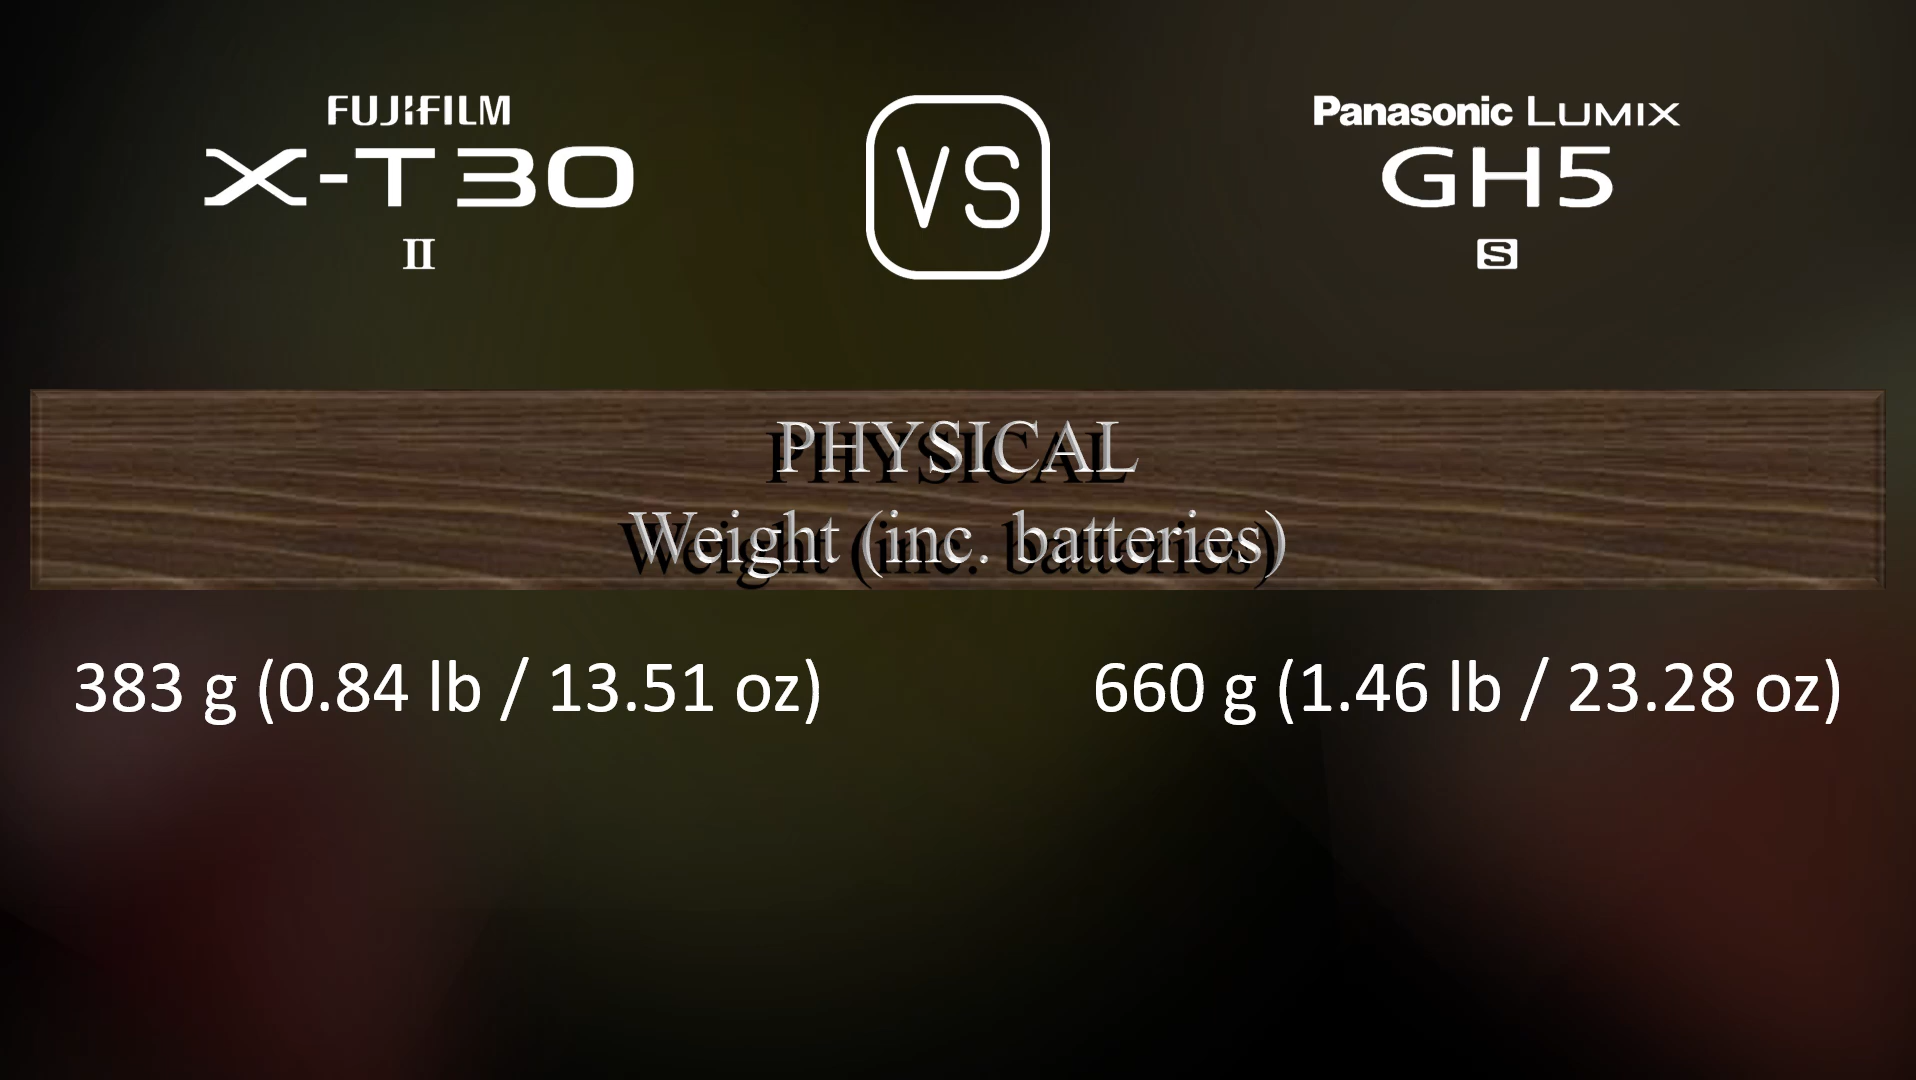 FUJIFILM
X-T30
II
VS
Panasonic LUMIX
GH5
S
PHYSICAL
Weight (inc. batteries)
383 g (0.84 lb / 13.51 oz)
660 g (1.46 lb / 23.28 oz)